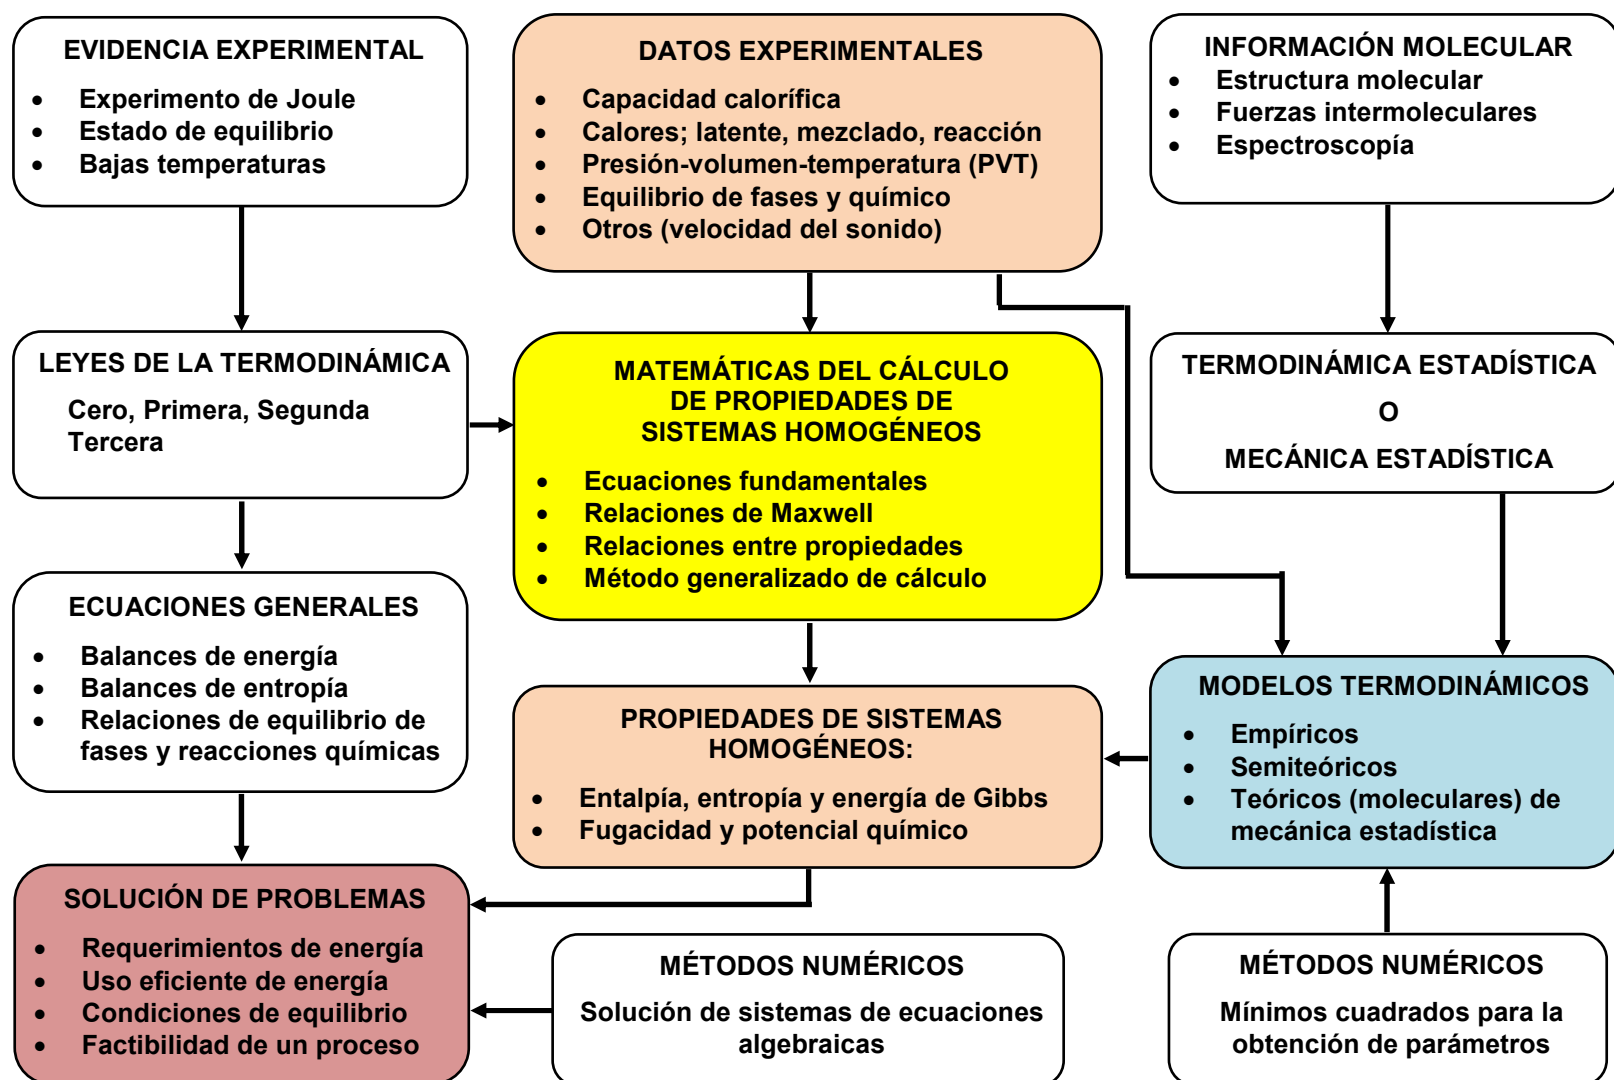 EVIDENCIA EXPERIMENTAL
• Experimento de Joule
• Estado de equilibrio
• Bajas temperaturas
DATOS EXPERIMENTALES
• Capacidad calorífica
• Calores; latente, mezclado, reacción
• Presión-volumen-temperatura (PVT)
• Equilibrio de fases y químico
• Otros (velocidad del sonido)
INFORMACIÓN MOLECULAR
• Estructura molecular
• Fuerzas intermoleculares
• Espectroscopía
LEYES DE LA TERMODINÁMICA
Cero, Primera, Segunda
Tercera
MATEMÁTICAS DEL CÁLCULO
DE PROPIEDADES DE
SISTEMAS HOMOGÉNEOS
• Ecuaciones fundamentales
• Relaciones de Maxwell
• Relaciones entre propiedades
• Método generalizado de cálculo
TERMODINÁMICA ESTADÍSTICA
O
MECÁNICA ESTADÍSTICA
ECUACIONES GENERALES
• Balances de energía
• Balances de entropía
• Relaciones de equilibrio de
fases y reacciones químicas
PROPIEDADES DE SISTEMAS
HOMOGÉNEOS:
• Entalpía, entropía y energía de Gibbs
• Fugacidad y potencial químico
MODELOS TERMODINÁMICOS
• Empíricos
• Semiteóricos
• Teóricos (moleculares) de
mecánica estadística
SOLUCIÓN DE PROBLEMAS
• Requerimientos de energía
• Uso eficiente de energía
• Condiciones de equilibrio
• Factibilidad de un proceso
MÉTODOS NUMÉRICOS
Solución de sistemas de ecuaciones
algebraicas
MÉTODOS NUMÉRICOS
Mínimos cuadrados para la
obtención de parámetros